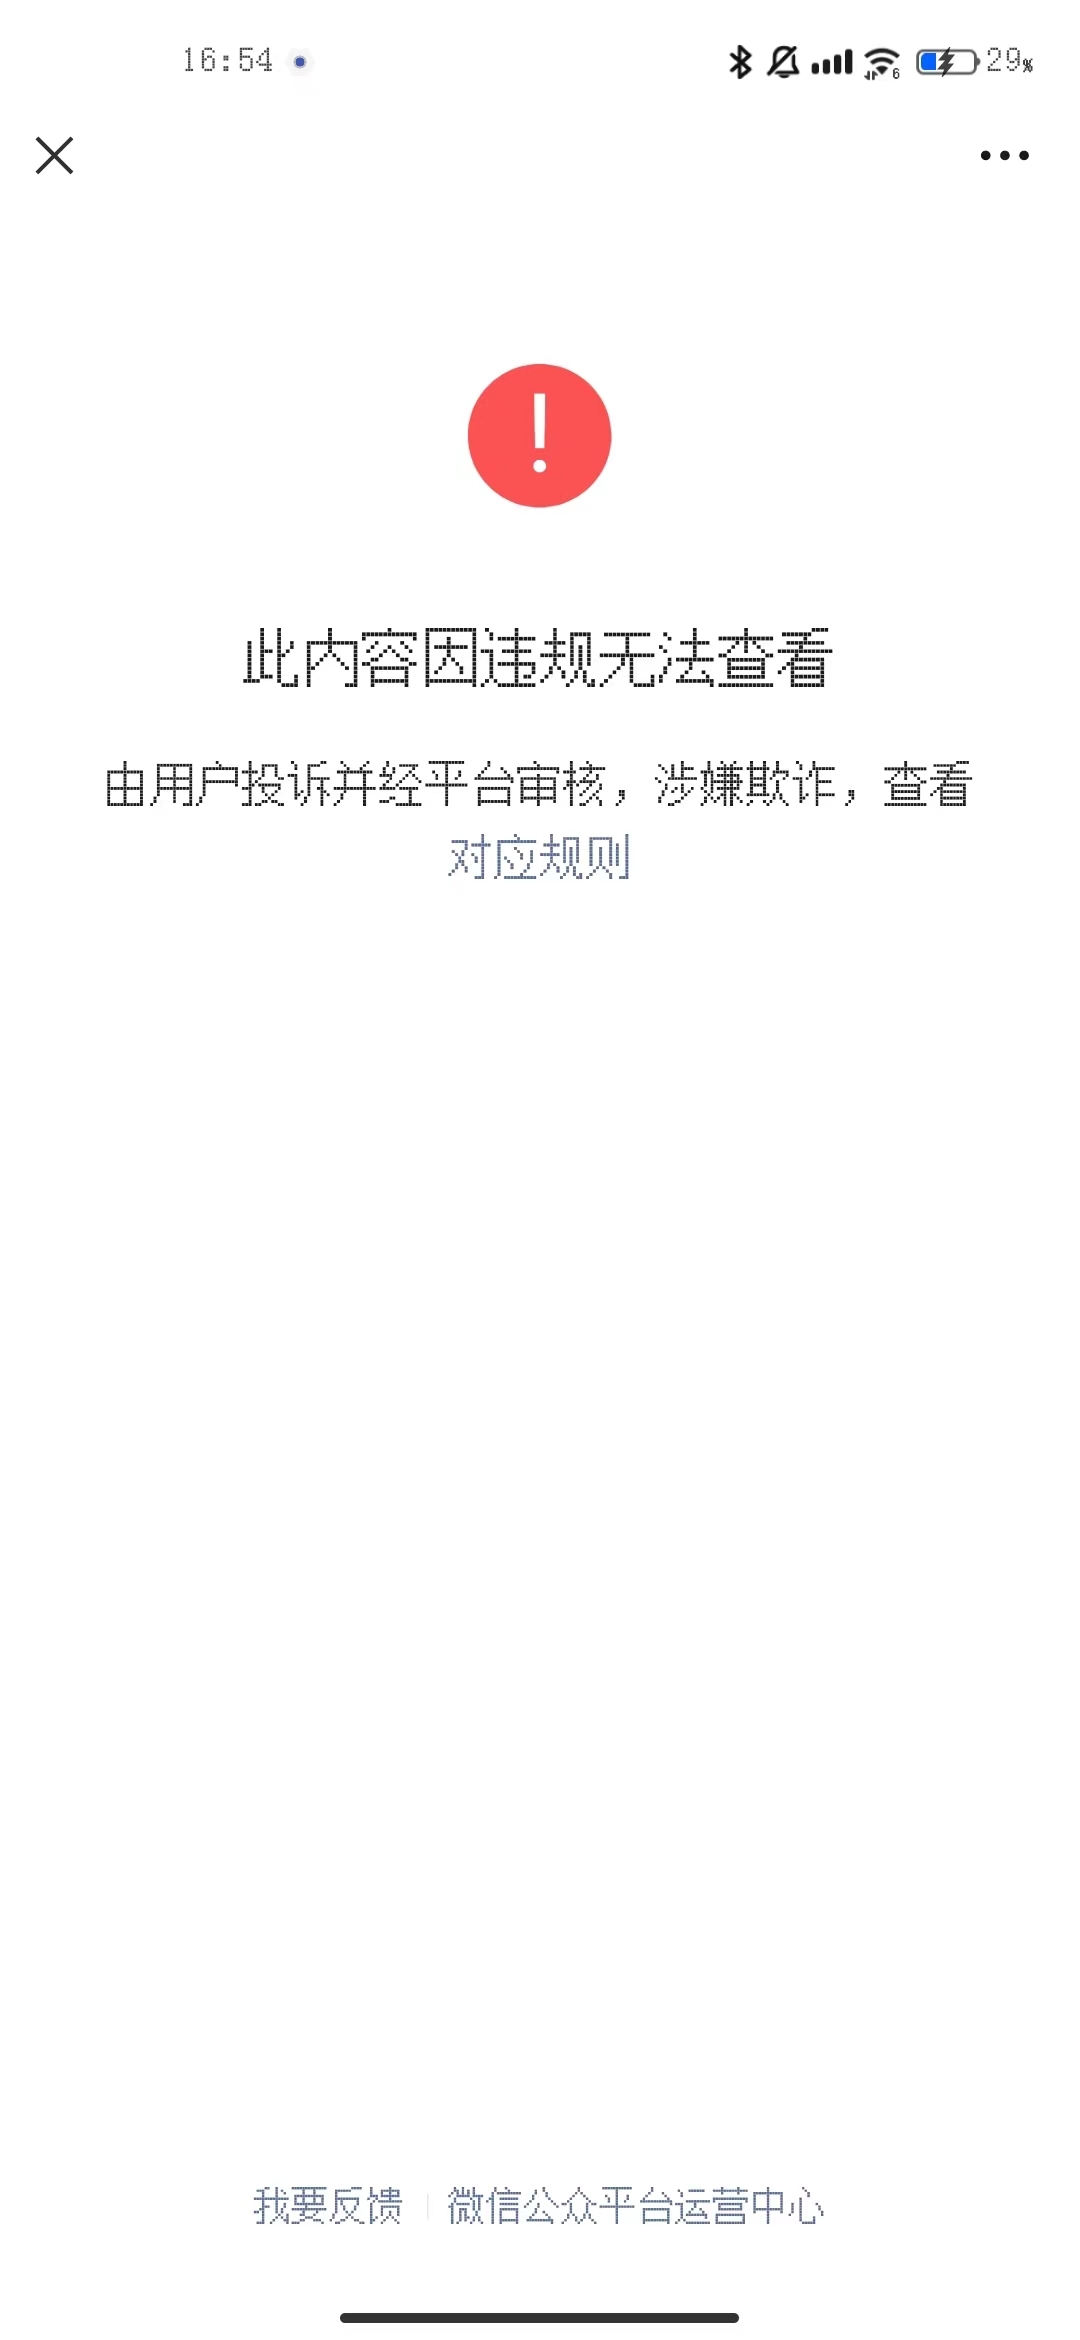 16:54
6
29%
此内容因违规无法查看
由用户投诉并经平台审核，涉嫌欺诈，查看
对应规则
我要反馈
微信公众平台运营中心